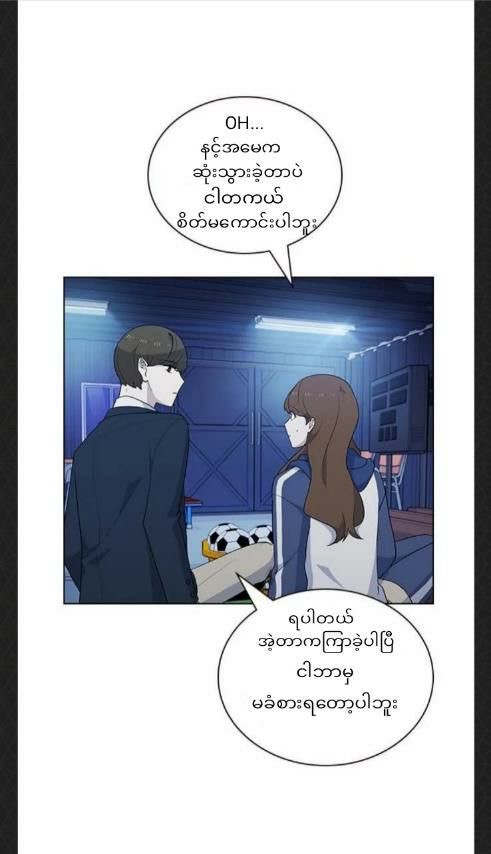 OH...
နင့်အမေက
ဆုံးသွားခဲ့တာပဲ
ငါတကယ်
စိတ်မကောင်းပါဘူး
ရပါတယ်
အဲ့တာကကြာခဲ့ပါပြီ
ငါဘာမှ
မခံစားရတော့ပါဘူး